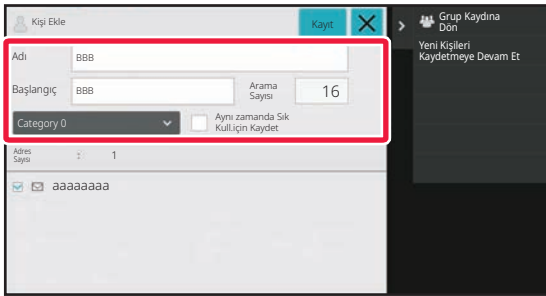 Kişi Ekle
Kayıt
Adı
BBB
Başlangıç
BBB
Arama
Sayısı
16
Category 0
Aynı zamanda Sık
Kull.için Kaydet
Adres
Sayısı
:
1
aaaaaaaa
Grup Kaydına
Dön
Yeni Kişileri
Kaydetmeye Devam Et